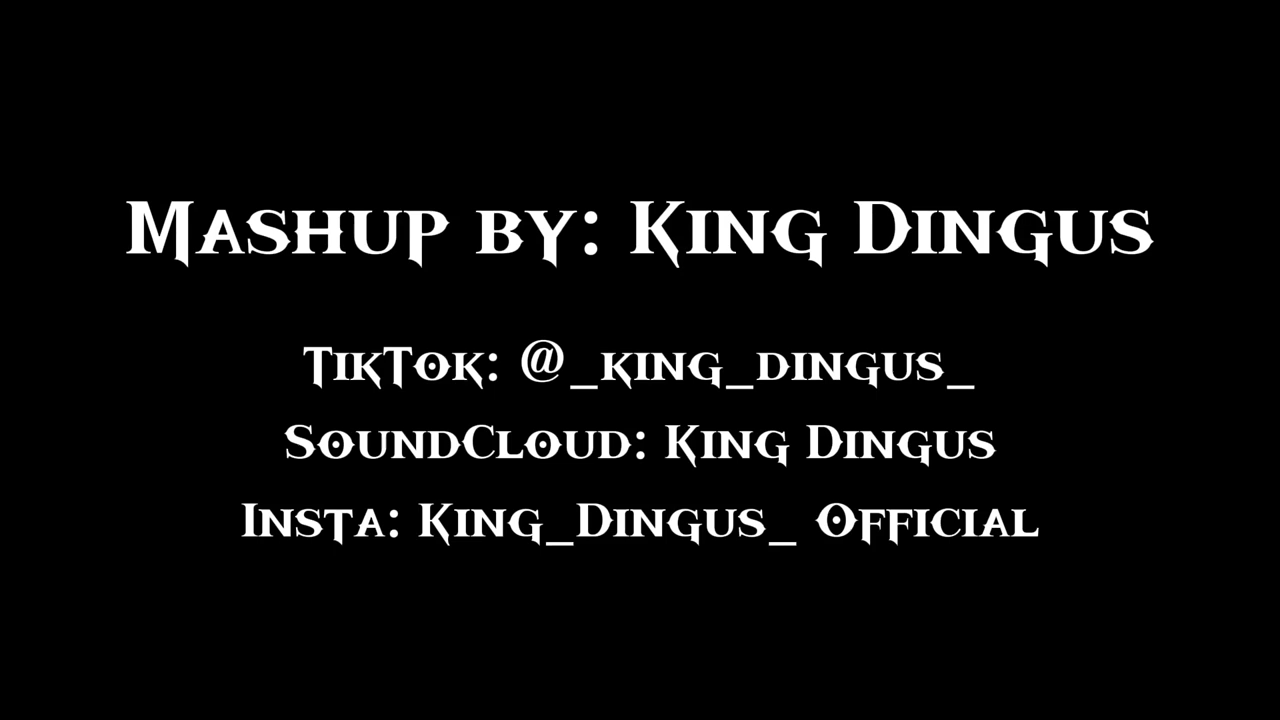 Mashup by: King Dingus
TikTok: @_king_dingus_
SoundCloud: King Dingus
Insta: King_Dingus_ Official